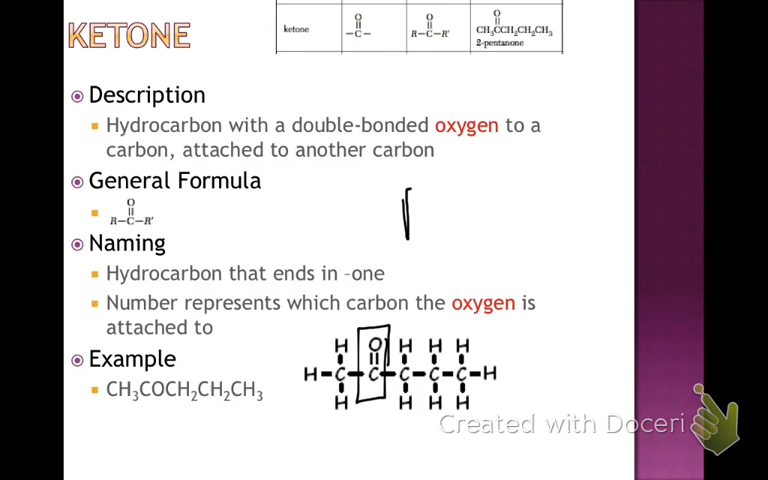 KETONE
ketone
O
||
–C–
O
||
R–C–R'
O
||
CH₃CCH₂CH₂CH₃
2-pentanone
Description
Hydrocarbon with a double-bonded oxygen to a
carbon, attached to another carbon
General Formula
O
||
R–C–R'
Naming
Hydrocarbon that ends in –one
Number represents which carbon the oxygen is
attached to
Example
CH₃COCH₂CH₂CH₃
H O H H H
H–C–C–C–C–C–H
H H H H
Created with Doceri